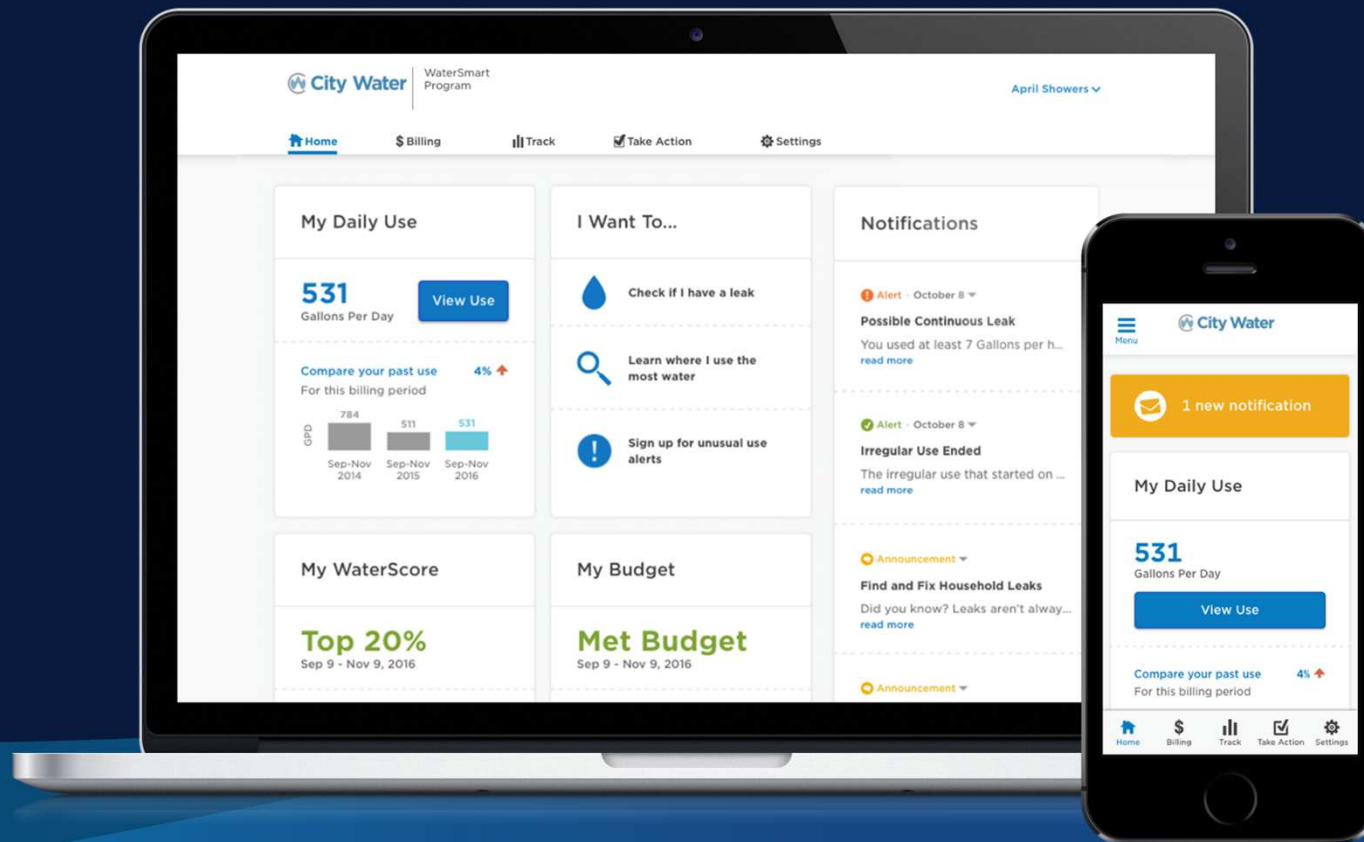 City Water
WaterSmart
Program
April Showers
Home
$ Billing
Track
Take Action
Settings
My Daily Use
531
Gallons Per Day
View Use
Compare your past use 4%
For this billing period
GPD
784
511
531
Sep-Nov
2014
Sep-Nov
2015
Sep-Nov
2016
I Want To...
Check if I have a leak
Learn where I use the
most water
!
Sign up for unusual use
alerts
Notifications
! Alert · October 8
Possible Continuous Leak
You used at least 7 Gallons per h...
read more
Alert · October 8
Irregular Use Ended
The irregular use that started on ...
read more
Announcement
Find and Fix Household Leaks
Did you know? Leaks aren't alway...
read more
Announcement
My WaterScore
Top 20%
Sep 9 - Nov 9, 2016
My Budget
Met Budget
Sep 9 - Nov 9, 2016
Menu
City Water
1 new notification
My Daily Use
531
Gallons Per Day
View Use
Compare your past use 4%
For this billing period
Home
$
Billing
Track
Take Action
Settings